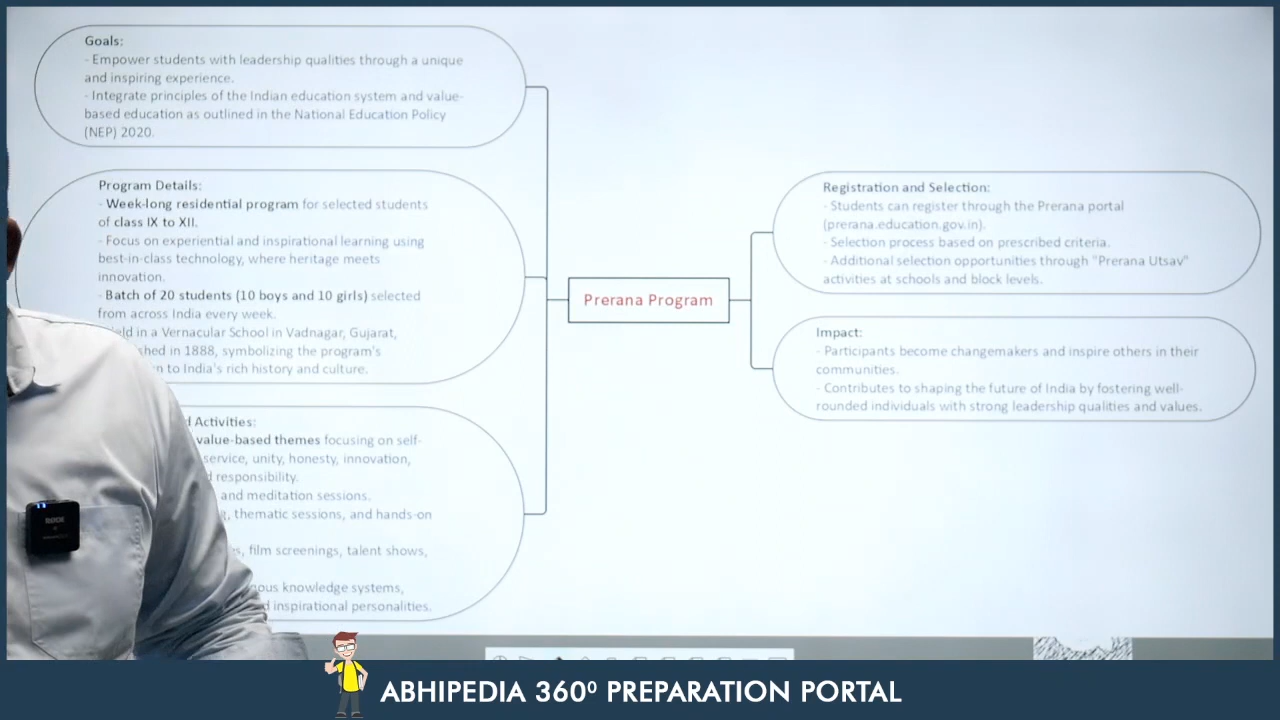 Goals:
- Empower students with leadership qualities through a unique
and inspiring experience.
- Integrate principles of the Indian education system and value-
based education as outlined in the National Education Policy
(NEP) 2020.
Program Details:
- Week-long residential program for selected students
of class IX to XII.
- Focus on experiential and inspirational learning using
best-in-class technology, where heritage meets
innovation.
- Batch of 20 students (10 boys and 10 girls) selected
from across India every week.
in a Vernacular School in Vadnagar, Gujarat,
in 1888, symbolizing the program's
to India's rich history and culture.
Activities:
value-based themes focusing on self-
service, unity, honesty, innovation,
responsibility.
and meditation sessions.
thematic sessions, and hands-on
film screenings, talent shows,
knowledge systems,
inspirational personalities.
Prerana Program
Registration and Selection:
- Students can register through the Prerana portal
(prerana.education.gov.in).
- Selection process based on prescribed criteria.
- Additional selection opportunities through "Prerana Utsav"
activities at schools and block levels.
Impact:
- Participants become changemakers and inspire others in their
communities.
- Contributes to shaping the future of India by fostering well-
rounded individuals with strong leadership qualities and values.
ABHIPEDIA 360⁰ PREPARATION PORTAL